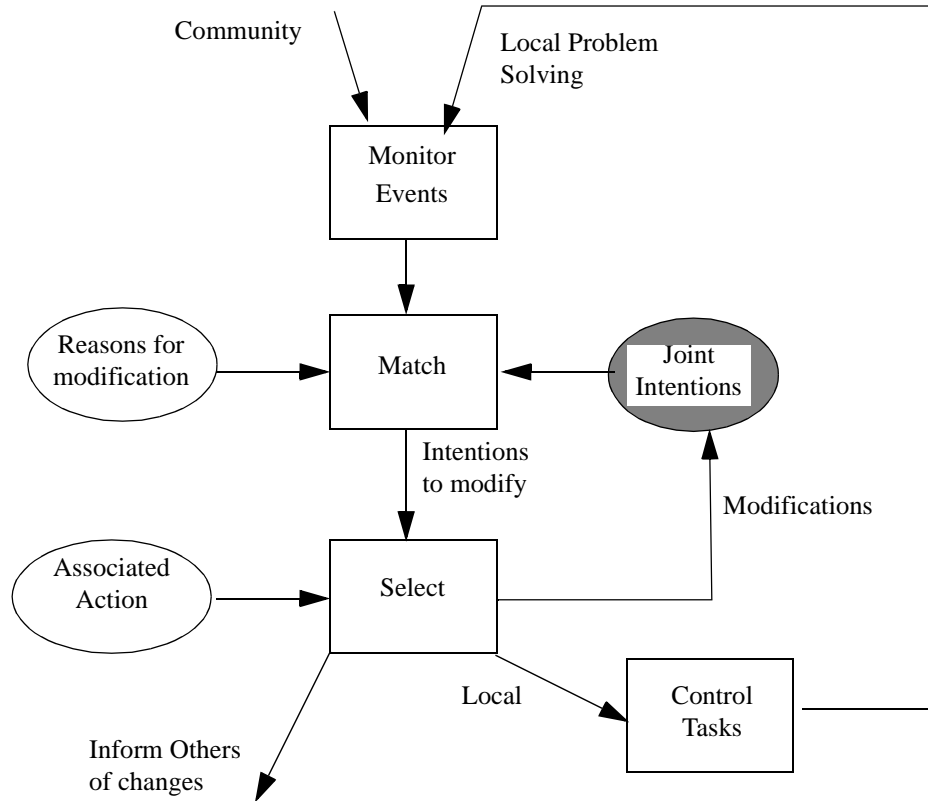 Community
Local Problem
Solving
Monitor
Events
Reasons for
modification
Match
Joint
Intentions
Intentions
to modify
Modifications
Associated
Action
Select
Local
Control
Tasks
Inform Others
of changes